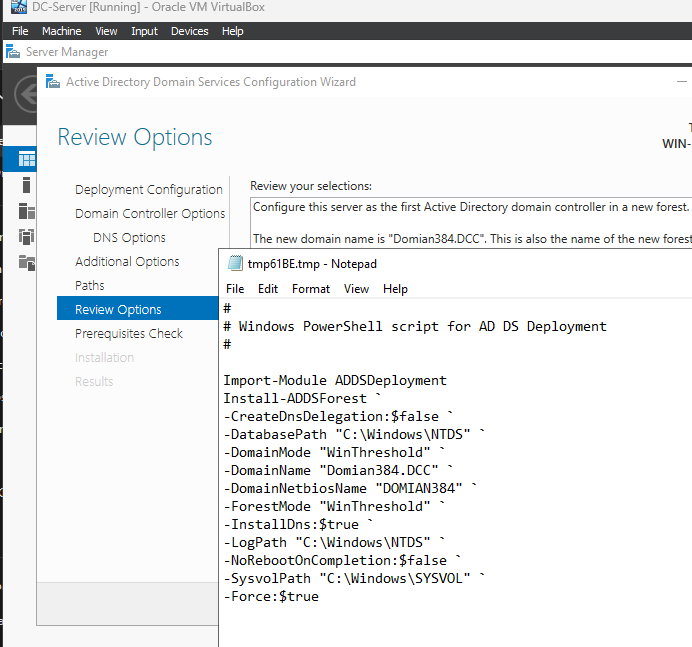 DC-Server [Running] - Oracle VM VirtualBox
File Machine View Input Devices Help
Server Manager
Active Directory Domain Services Configuration Wizard
Review Options
WIN-
Deployment Configuration
Domain Controller Options
DNS Options
Additional Options
Paths
Review Options
Prerequisites Check
Installation
Results
Review your selections:
Configure this server as the first Active Directory domain controller in a new forest.
The new domain name is "Domian384.DCC". This is also the name of the new forest
tmp61BE.tmp - Notepad
File Edit Format View Help
#
# Windows PowerShell script for AD DS Deployment
#
Import-Module ADDSDeployment
Install-ADDSForest `
-CreateDnsDelegation:$false `
-DatabasePath "C:\Windows\NTDS" `
-DomainMode "WinThreshold" `
-DomainName "Domian384.DCC" `
-DomainNetbiosName "DOMIAN384" `
-ForestMode "WinThreshold" `
-InstallDns:$true `
-LogPath "C:\Windows\NTDS" `
-NoRebootOnCompletion:$false `
-SysvolPath "C:\Windows\SYSVOL" `
-Force:$true